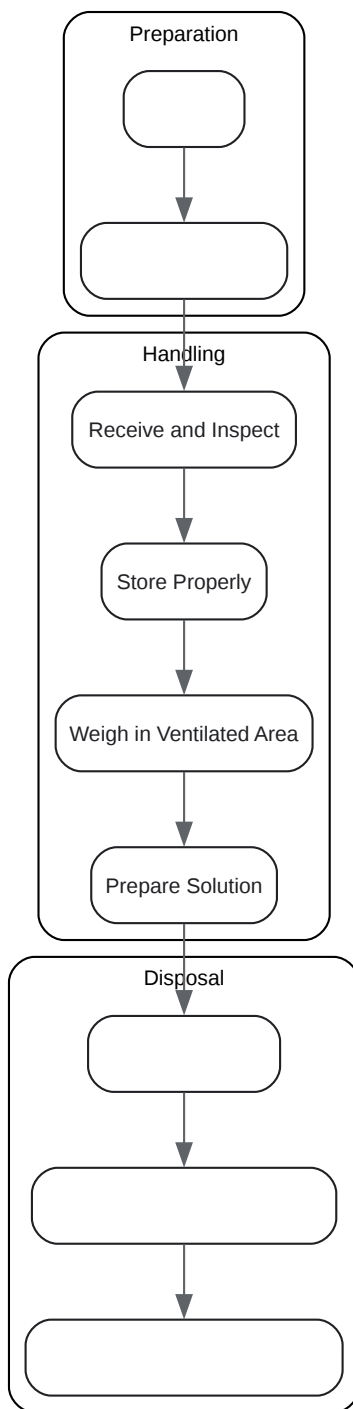 Preparation
Handling
Receive and Inspect
Store Properly
Weigh in Ventilated Area
Prepare Solution
Disposal